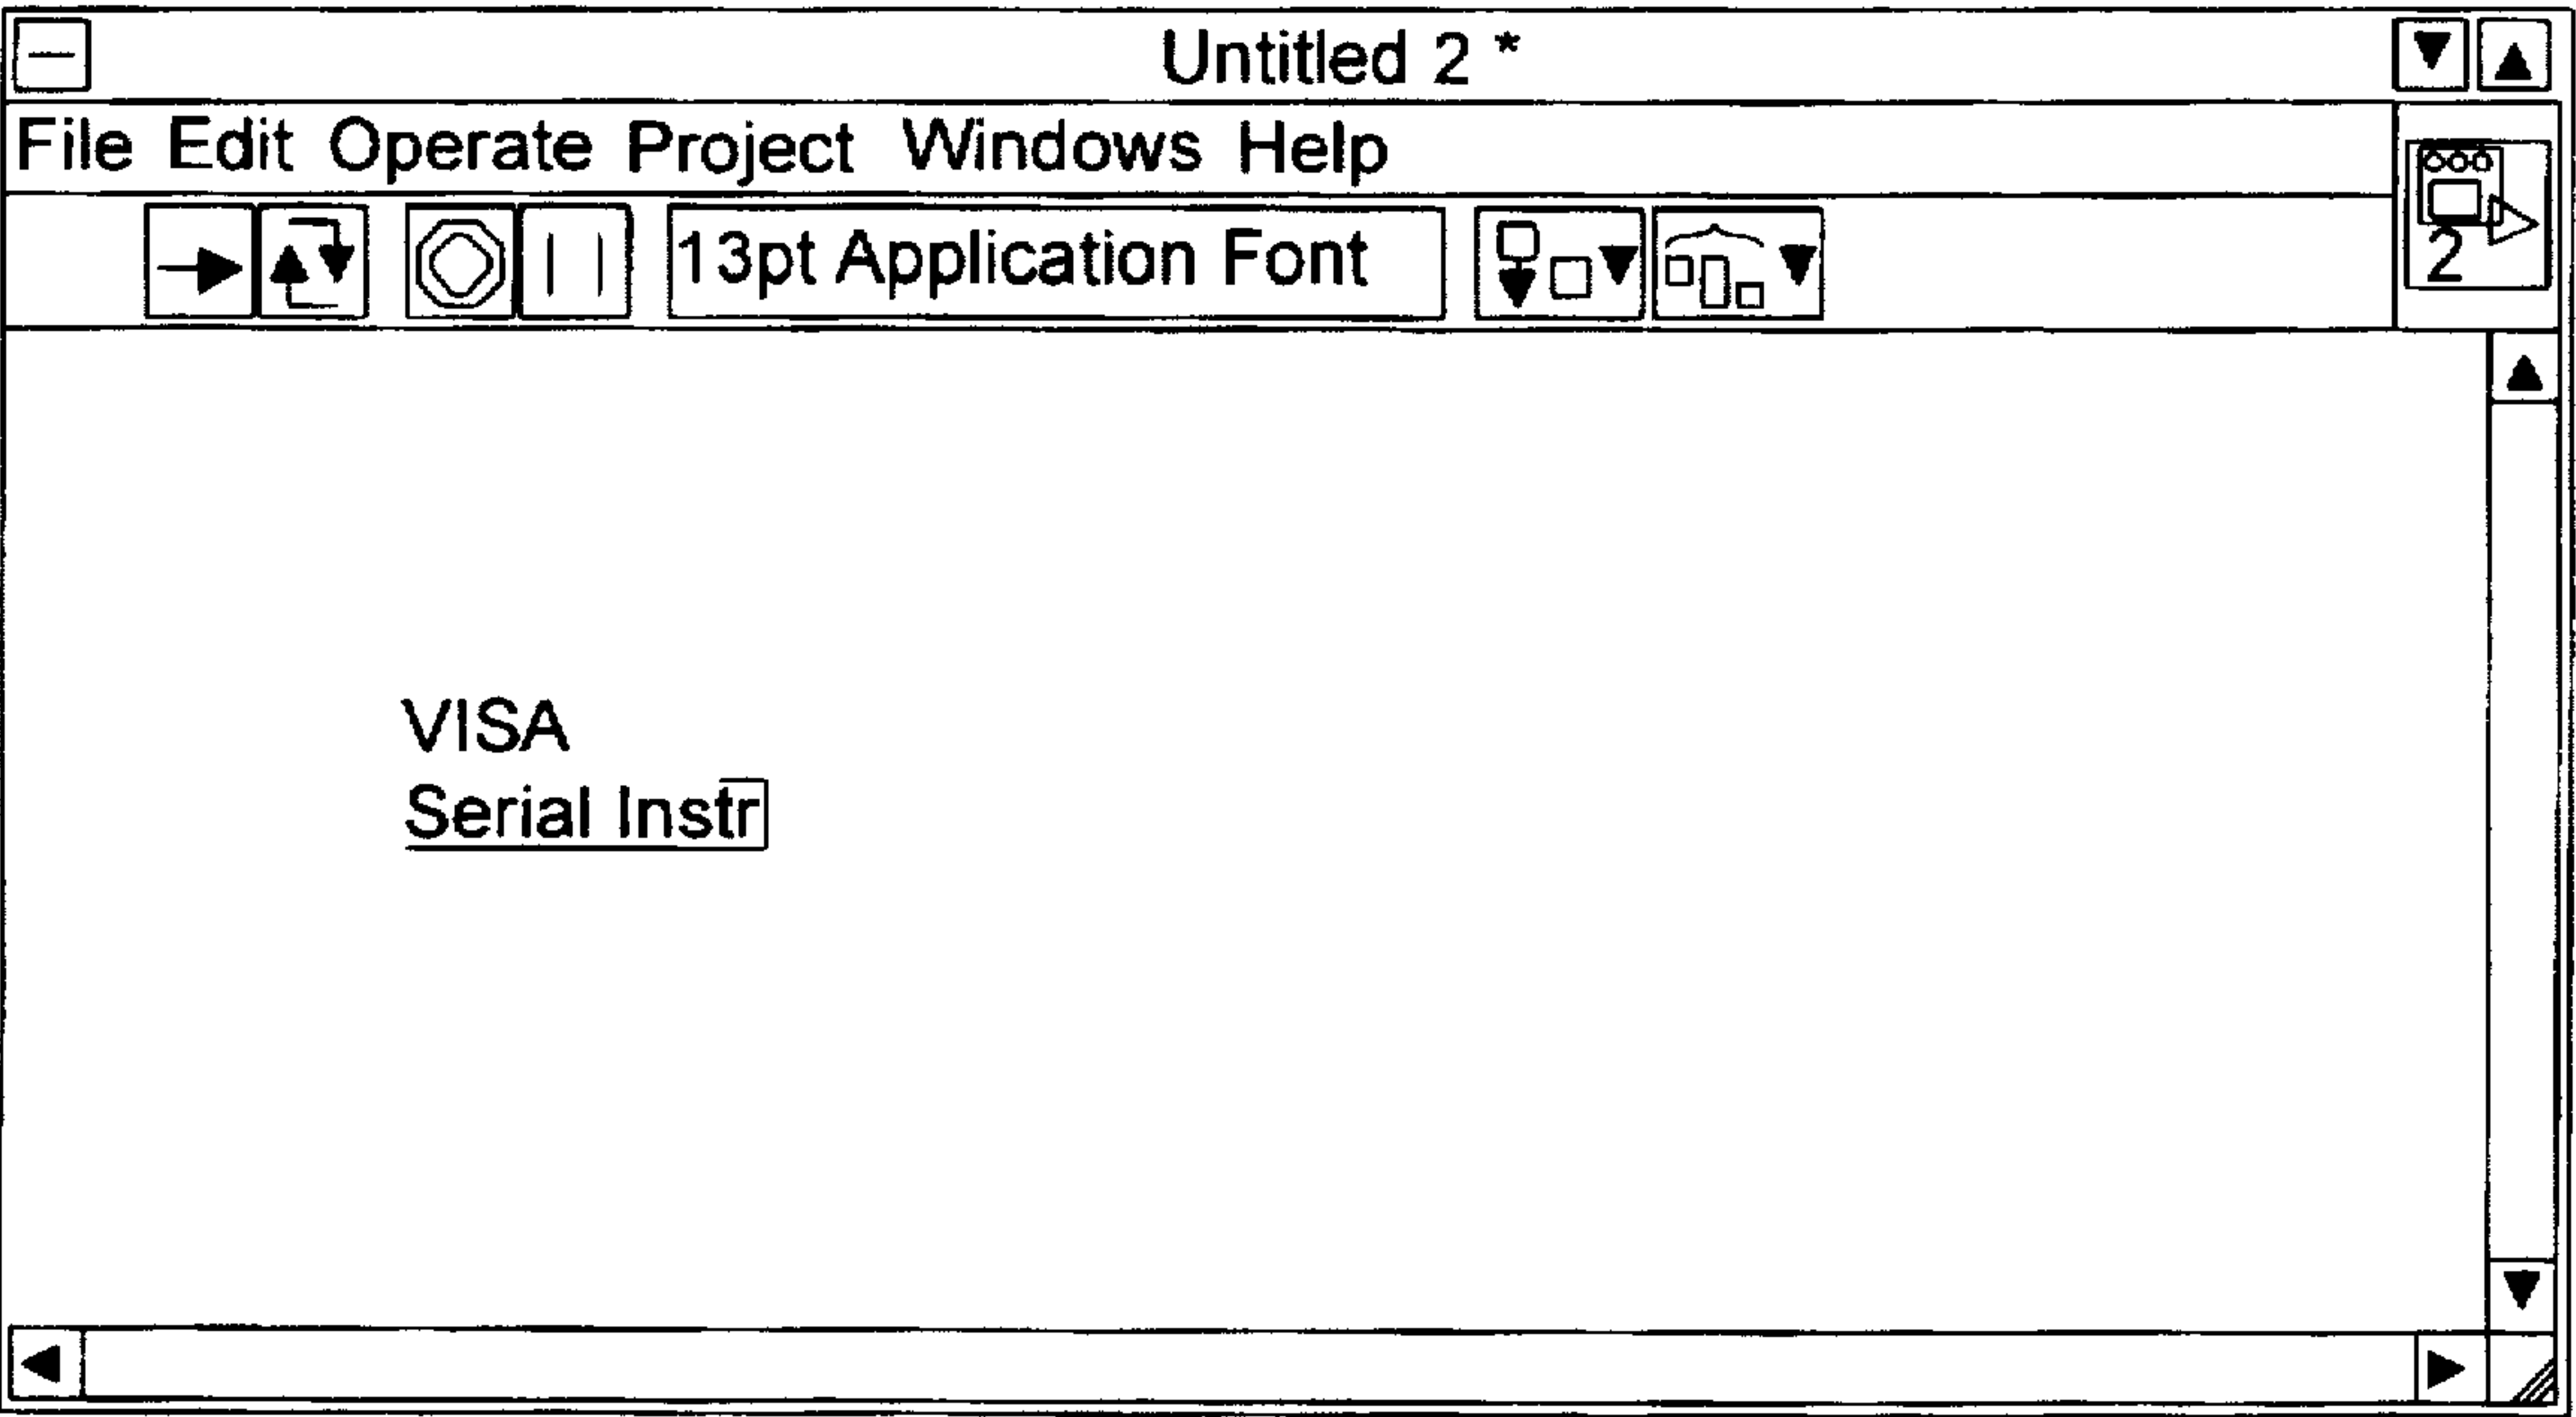 Untitled 2 *
File Edit Operate Project Windows Help
2
13pt Application Font
VISA
Serial Instr